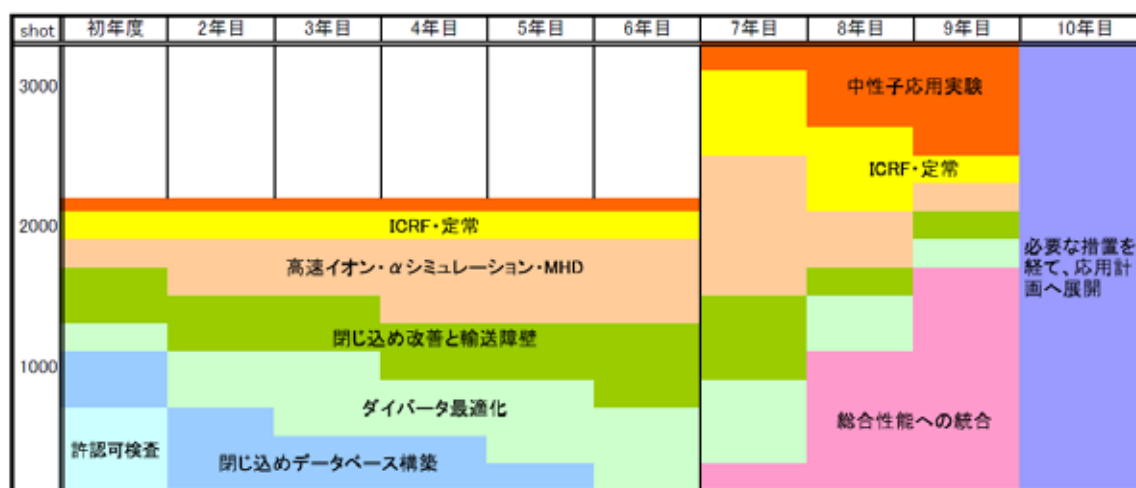 shot 初年度 2年目 3年目 4年目 5年目 6年目 7年目 8年目 9年目 10年目
3000
中性子応用実験
ICRF・定常
2000
ICRF・定常
高速イオン・αシミュレーション・MHD
必要な措置を
経て、応用計
画へ展開
閉じ込め改善と輸送障壁
1000
ダイバータ最適化
総合性能への統合
許認可検査
閉じ込めデータベース構築